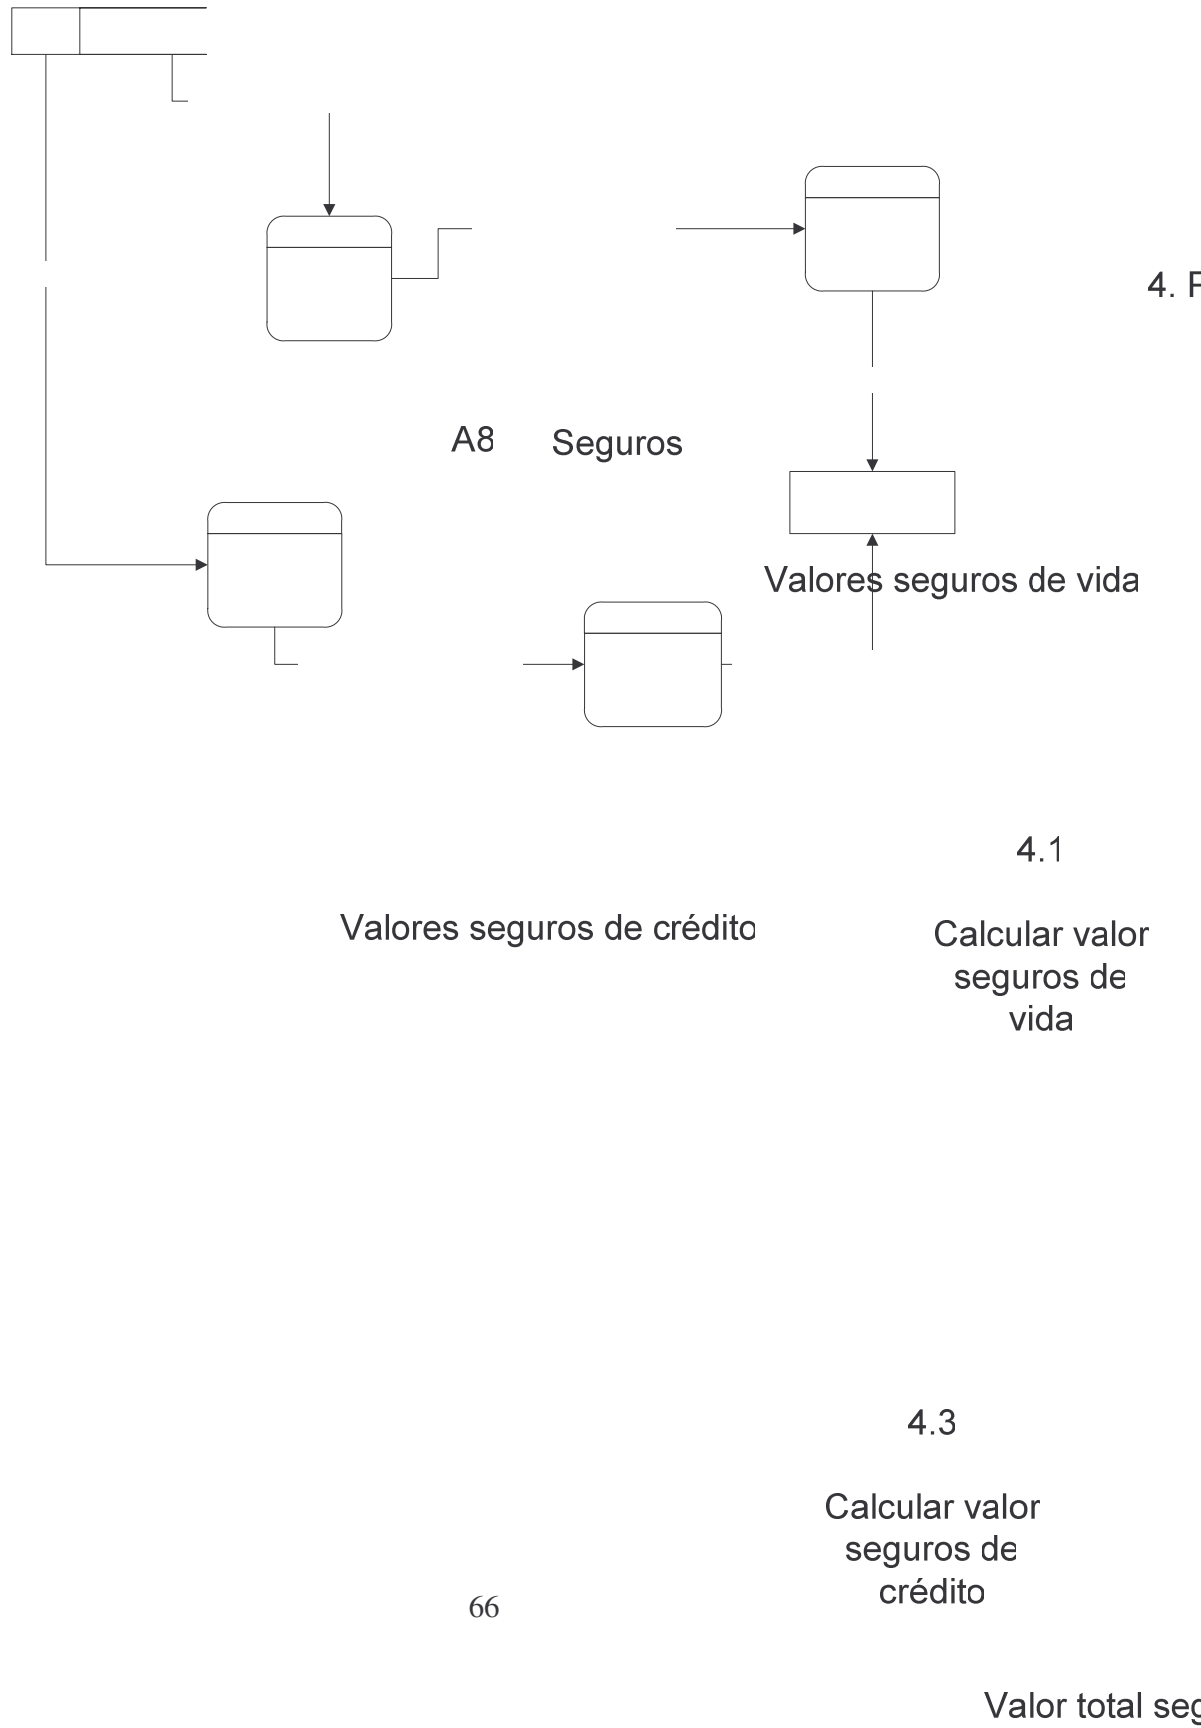 4.
A8 Seguros
Valores seguros de vida
4.1
Valores seguros de crédito
Calcular valor
seguros de
vida
4.3
Calcular valor
seguros de
crédito
66
Valor total